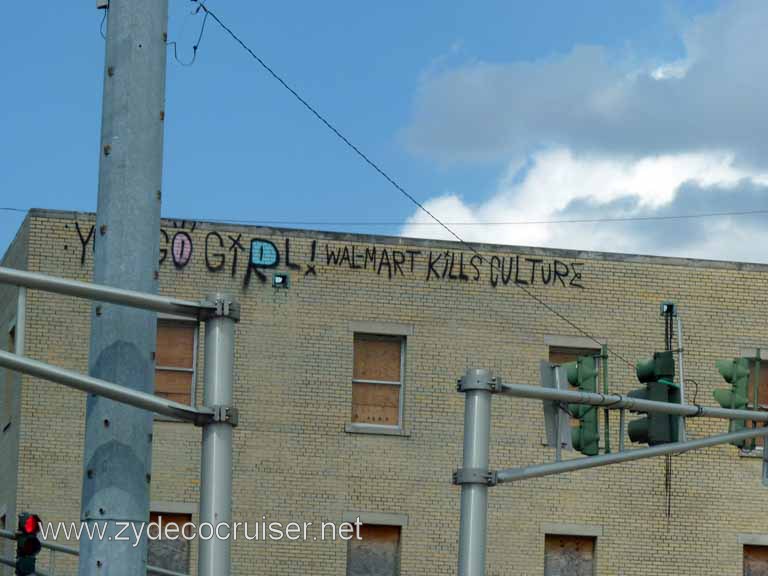 GO GiRL! WAL-MART KiLLS CULTURE
www.zydecocruiser.net